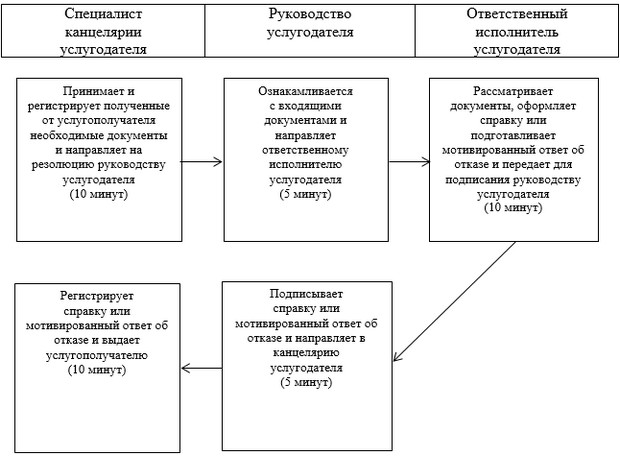 Специалист
канцелярии
услугодателя
Руководство
услугодателя
Ответственный
исполнитель
услугодателя
Принимает и
регистрирует полученные
от услугополучателя
необходимые документы
и направляет на
резолюцию руководству
услугодателя
(10 минут)
Ознакамливается
с входящими
документами и
направляет
ответственному
исполнителю
услугодателя
(5 минут)
Рассматривает
документы, оформляет
справку или
подготавливает
мотивированный ответ об
отказе и передает для
подписания руководству
услугодателя
(10 минут)
Регистрирует
справку или
мотивированный ответ об
отказе и выдает
услугополучателю
(10 минут)
Подписывает
справку или
мотивированный ответ об
отказе и направляет в
канцелярию
услугодателя
(5 минут)